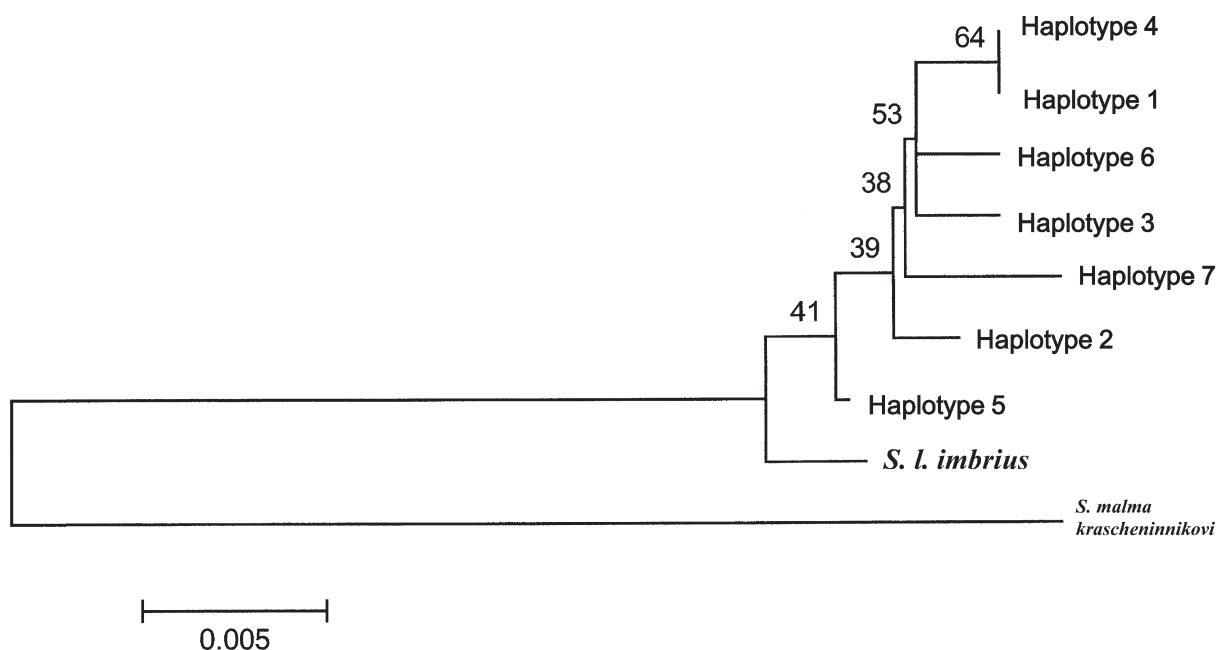 64
Haplotype 4
Haplotype 1
53
Haplotype 6
38
Haplotype 3
39
Haplotype 7
41
Haplotype 2
Haplotype 5
S. l. imbrius
S. malma
krascheninnikovi
0.005